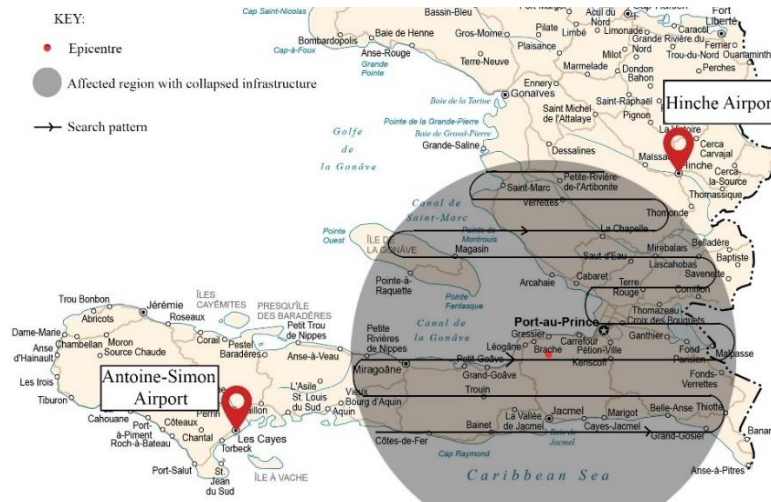 KEY:
Epicentre
Affected region with collapsed infrastructure
Search pattern
Cap Saint-Nicolas
Bombardopolis
Cap-à-Foux
Baie de Henne
Anse-Rouge
Grande
Pointe
Bassin-Bleu
Gros-Morne
Terre-Neuve
Pilate
Plaisance
Limbé
Acul du
Nord
Limonade
Grande Rivière du
Nord
Trou-du-Nord
Caracol
Fort
Liberté
Ferrier
Ouanaminthe
Perches
Milot
Marmelade
Dondon
Bahon
Ennery
Saint-Raphaël
Pignon
Gonaïves
Saint Michel
de l'Attalaye
Hinche Airport
Baie de la Tortue
Pointe de la Grande-Pierre
Baie de Grand-Pierre
Golfe
de
la
Gonâve
Grande-Saline
Dessalines
La Victoire
Cerca
Carvajal
Maïssade
Hinche
Cerca-
la-Source
Thomassique
Thomonde
Saint-Marc
Petite-Rivière-
de-l'Artibonite
Verrettes
Canal de
Saint-Marc
Pointe
Ouest
ÎLE DE
LA GONÂVE
Magasin
Pointe de
Montrouis
La Chapelle
Mirebalais
Belladère
Saut d'Eau
Lascahobas
Baptiste
Savenette
Pointe-à-
Raquette
Pointe
Fantasque
Arcahaie
Cabaret
Terre
Rouge
Cornillon
Thomazeau
Canal de
la Gonâve
Port-au-Prince
Croix des Bouquets
Ganthier
Fond
Parisien
Malpasse
Gressier
Léogâne
Brache
Carrefour
Pétion-Ville
Kenscoff
Fonds-
Verrettes
Trou Bonbon
Jérémie
Abricots
Roseaux
ÎLES
CAYÉMITES
PRESQU'ÎLE
DES BARADÈRES
Dame-Marie
Chambellan
Moron
Source Chaude
Anse
d'Hainault
Les Irois
Tiburon
Corail
Pestel
Baradères
Petit Trou
de Nippes
Anse-à-Veau
Petite
Rivières
de Nippes
Miragoâne
Petit Goâve
Grand-Goâve
Antoine-Simon
Airport
L'Asile
St. Louis
du Sud
Aquin
Vieux
Bourg d'Aquin
Trouin
Cahouane
Port-
à-Piment
Roch-à-Bateau
Côteaux
Chantal
Les Cayes
Torbeck
Port-Salut
St.
Jean
du Sud
ÎLE À VACHE
Côtes-de-Fer
Bainet
La Vallée
de Jacmel
Jacmel
Baie de
Jacmel
Cayes-Jacmel
Marigot
Belle-Anse
Thiotte
Grand-Gosier
Banan
Anse-à-Pitres
Cap Raymond
Caribbean Sea